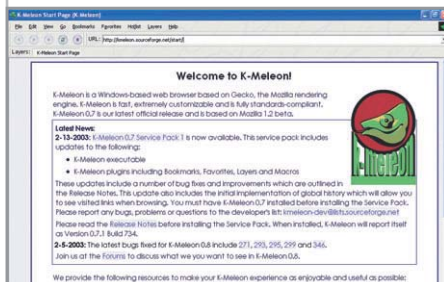 K-Meleon Start Page (K-Meleon)
File Edit View Go Bookmarks Favorites Hotlist Layers Help
URL: http://kmeleon.sourceforge.net/start/
Layers: K-Meleon Start Page
Welcome to K-Meleon!
K-Meleon is a Windows-based web browser based on Gecko, the Mozilla rendering
engine. K-Meleon is fast, extremely customizable and is fully standards-compliant.
K-Meleon 0.7 is our latest official release and is based on Mozilla 1.2 beta.
Latest News:
2-13-2003: K-Meleon 0.7 Service Pack 1 is now available. This service pack includes
updates to the following:
• K-Meleon executable
• K-Meleon plugins including Bookmarks, Favorites, Layers and Macros
These updates include a number of bug fixes and improvements which are outlined in
the Release Notes. This update also includes the initial implementation of global history which will allow you
to see visited links when browsing. You must have K-Meleon 0.7 installed before installing the Service Pack.
Please report any bugs, problems or questions to the developer's list: kmeleon-dev@lists.sourceforge.net
Please read the Release Notes before installing the Service Pack. When installed, K-Meleon will report itself
as Version 0.7.1 Build 734.
2-5-2003: The latest bugs fixed for K-Meleon 0.8 include 271, 293, 295, 299 and 346.
Join us at the Forums to discuss what we you want to see in K-Meleon 0.8.
We provide the following resources to make your K-Meleon experience as enjoyable and useful as possible:
K-meleon